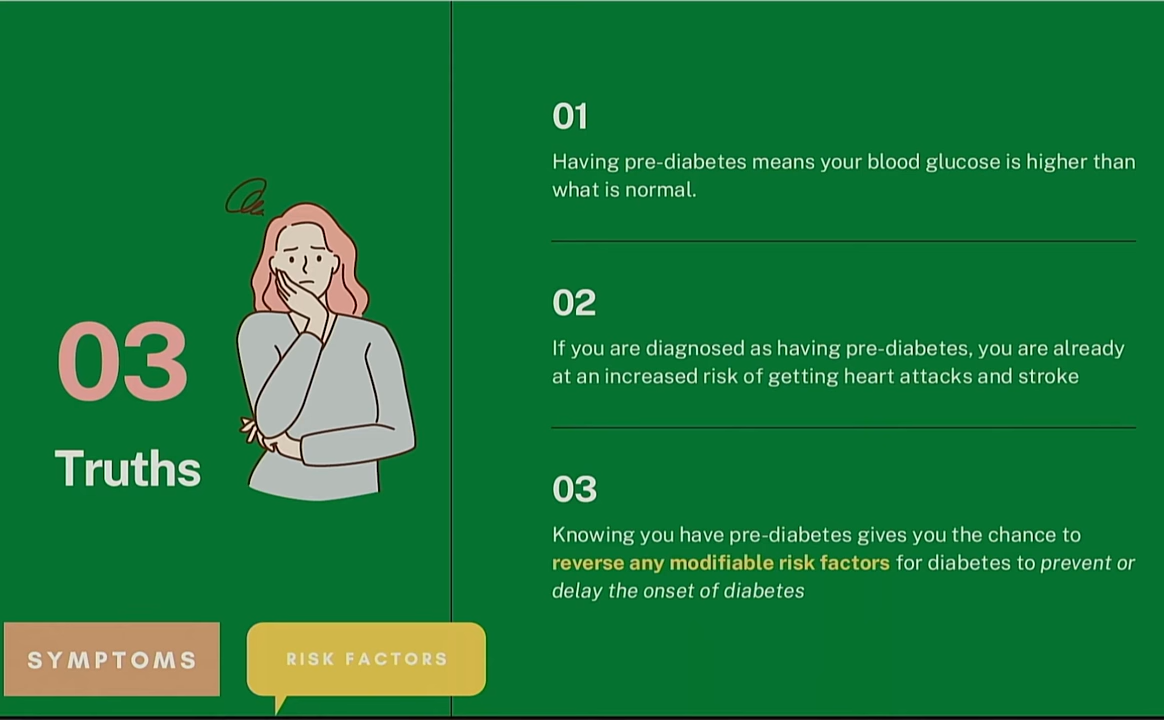 03
Truths
01
Having pre-diabetes means your blood glucose is higher than
what is normal.
02
If you are diagnosed as having pre-diabetes, you are already
at an increased risk of getting heart attacks and stroke
03
Knowing you have pre-diabetes gives you the chance to
reverse any modifiable risk factors for diabetes to prevent or
delay the onset of diabetes
SYMPTOMS
RISK FACTORS